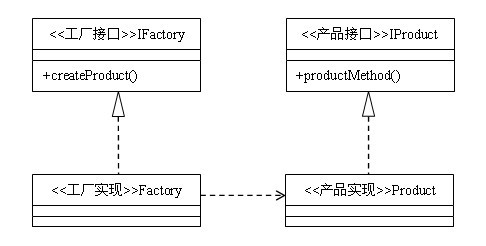 <<工厂接口>>IFactory
+createProduct()
<<产品接口>>IProduct
+productMethod()
<<工厂实现>>Factory
<<产品实现>>Product